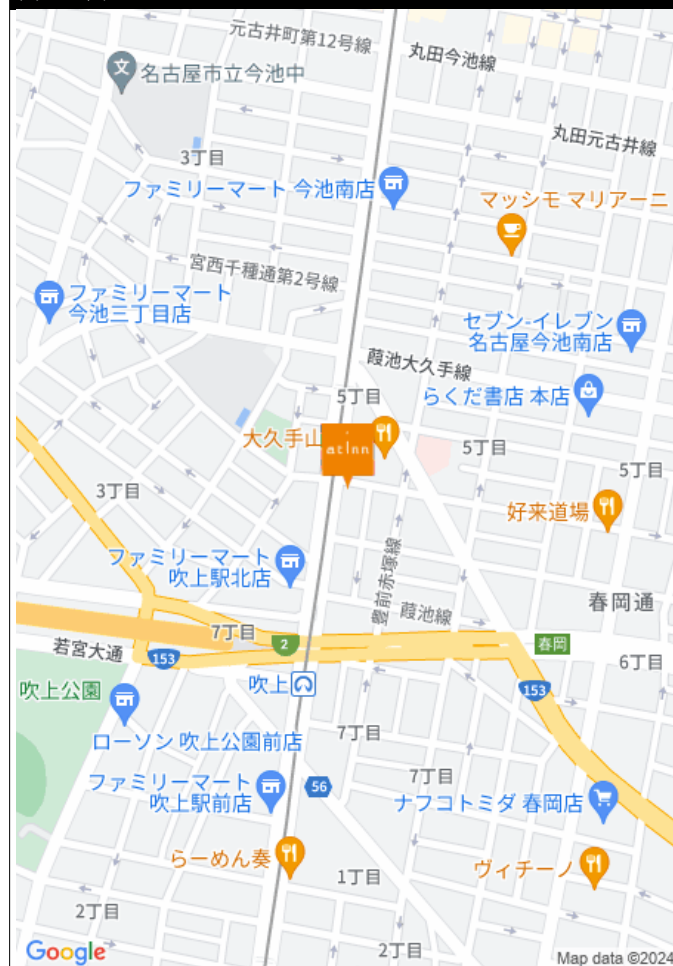 元古井町第12号線
丸田今池線
名古屋市立今池中
丸田元古井線
3丁目
ファミリーマート 今池南店
マッシモ マリアーニ
宮西千種通第2号線
ファミリーマート
今池三丁目店
セブン-イレブン
名古屋今池南店
葭池大久手線
5丁目
らくだ書店 本店
大久手山
at inn
5丁目
5丁目
3丁目
好来道場
ファミリーマート
吹上駅北店
豊前赤塚線
葭池線
春岡通
7丁目
2
春岡
若宮大通
153
6丁目
吹上
吹上公園
153
ローソン 吹上公園前店
7丁目
ファミリーマート
吹上駅前店
56
7丁目
ナフコトミダ 春岡店
らーめん奏
1丁目
ヴィチーノ
2丁目
2丁目
Google
Map data ©2024